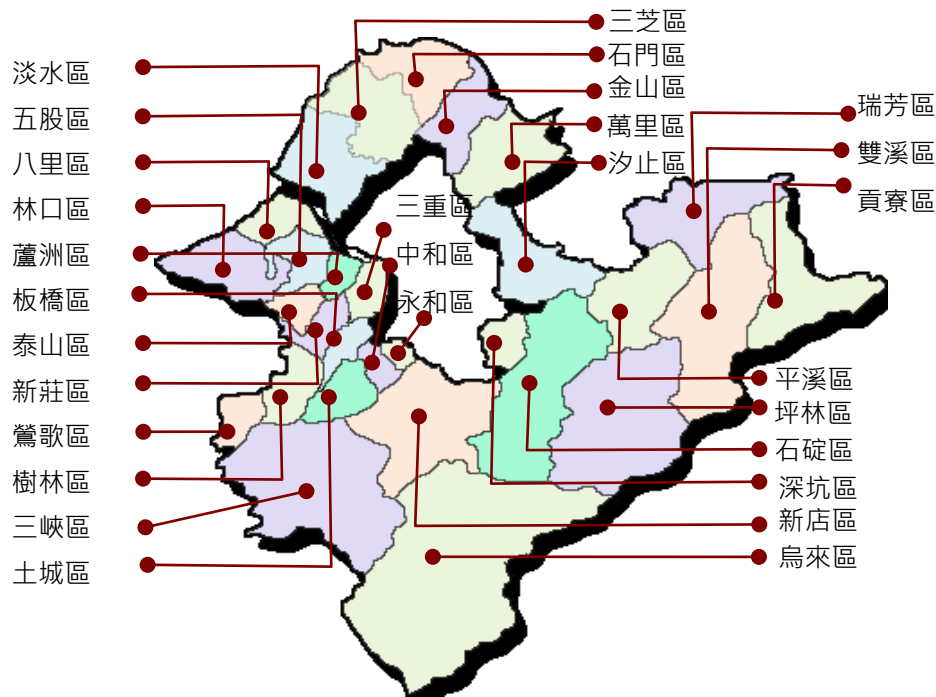 淡水區
五股區
八里區
林口區
蘆洲區
板橋區
泰山區
新莊區
鶯歌區
樹林區
三峽區
土城區
三重區
中和區
永和區
三芝區
石門區
金山區
萬里區
汐止區
瑞芳區
雙溪區
貢寮區
平溪區
坪林區
石碇區
深坑區
新店區
烏來區